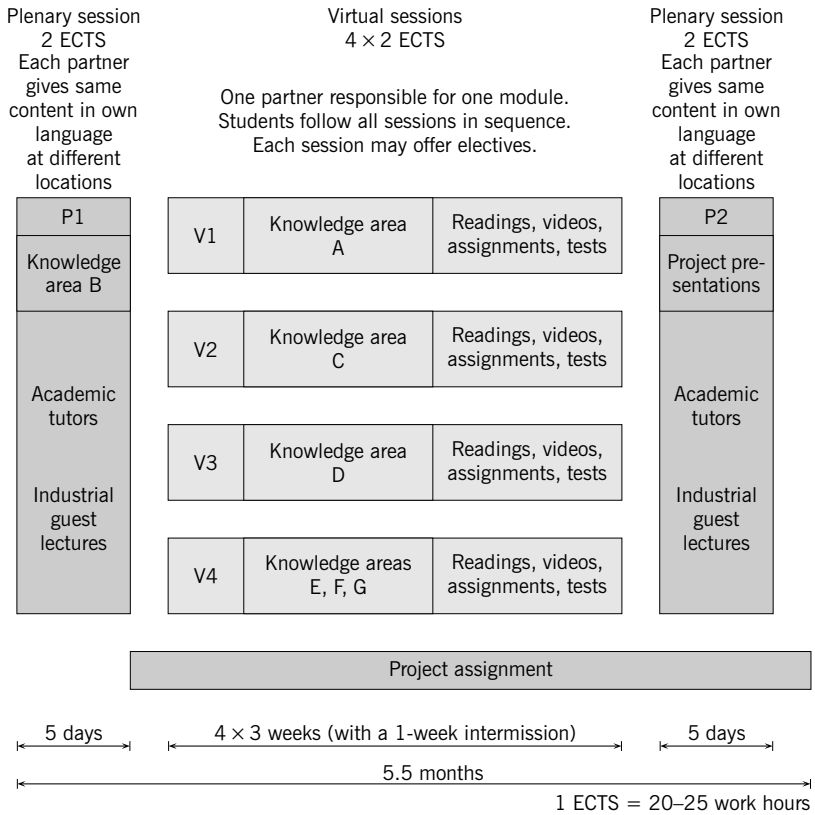 Plenary session
2 ECTS
Each partner
gives same
content in own
language
at different
locations
Virtual sessions
4 × 2 ECTS
One partner responsible for one module.
Students follow all sessions in sequence.
Each session may offer electives.
Plenary session
2 ECTS
Each partner
gives same
content in own
language
at different
locations
P1
Knowledge
area B
Academic
tutors
Industrial
guest
lectures
V1
Knowledge area
A
Readings, videos,
assignments, tests
V2
Knowledge area
C
Readings, videos,
assignments, tests
V3
Knowledge area
D
Readings, videos,
assignments, tests
V4
Knowledge areas
E, F, G
Readings, videos,
assignments, tests
P2
Project pre-
sentations
Academic
tutors
Industrial
guest
lectures
Project assignment
5 days
4 × 3 weeks (with a 1-week intermission)
5 days
5.5 months
1 ECTS = 20–25 work hours